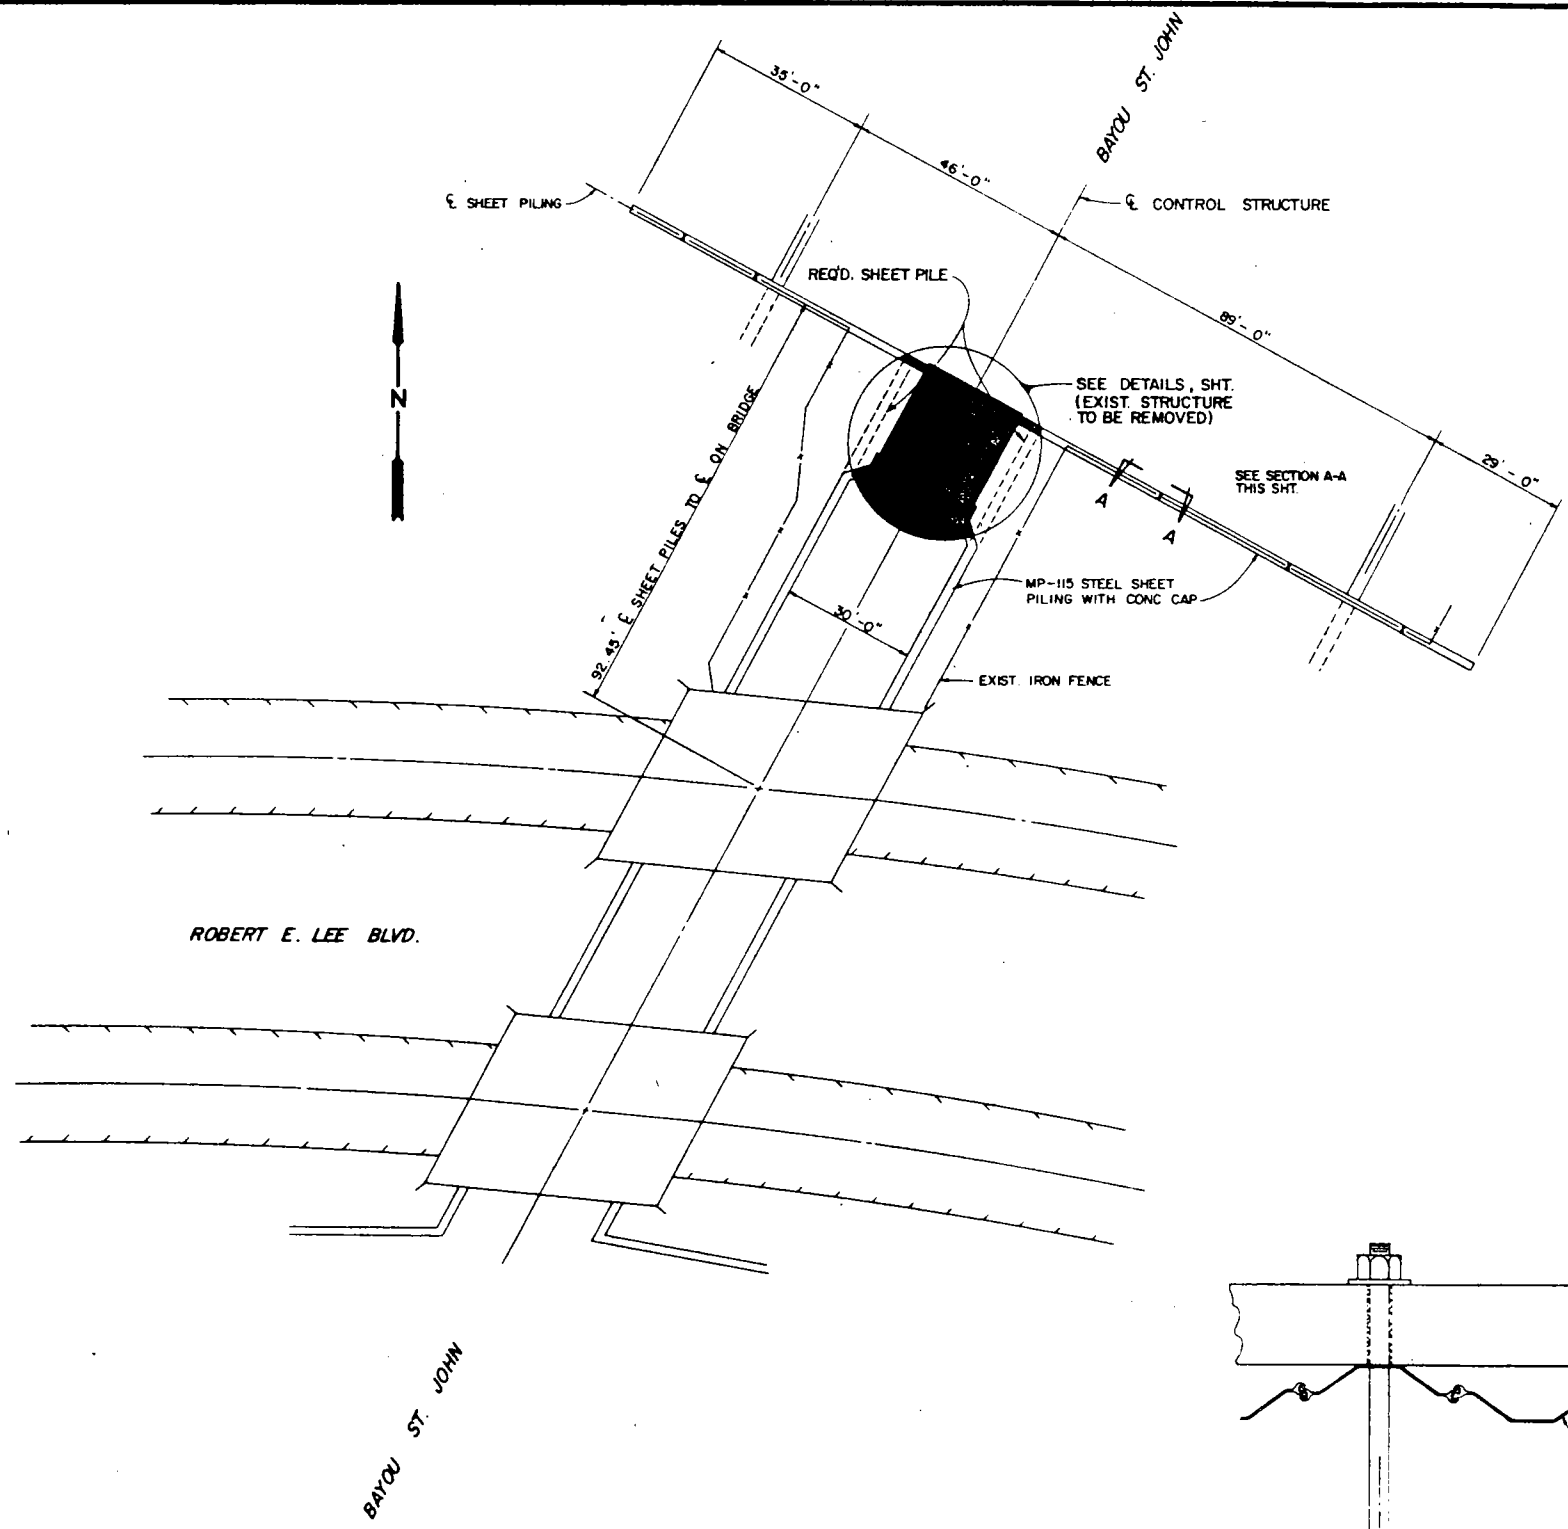 BAYOU ST. JOHN
35'-0"
46'-0"
℄ SHEET PILING
℄ CONTROL STRUCTURE
REQ'D. SHEET PILE
89'-0"
N
SEE DETAILS, SHT.
(EXIST. STRUCTURE
TO BE REMOVED)
29'-0"
SEE SECTION A-A
THIS SHT.
A
A
92.45' ℄ SHEET PILES TO ℄ ON BRIDGE
MP-115 STEEL SHEET
PILING WITH CONC CAP
30'-0"
EXIST. IRON FENCE
ROBERT E. LEE BLVD.
BAYOU ST. JOHN